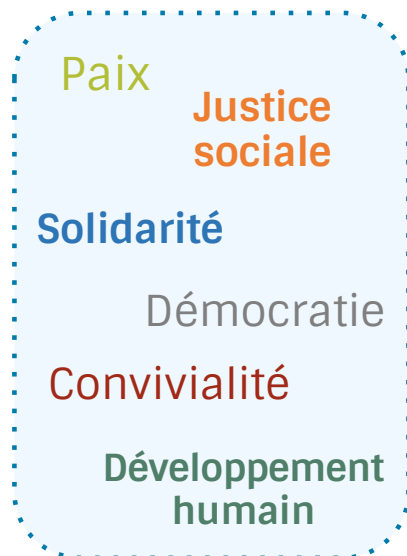 Paix
Justice
sociale
Solidarité
Démocratie
Convivialité
Développement
humain